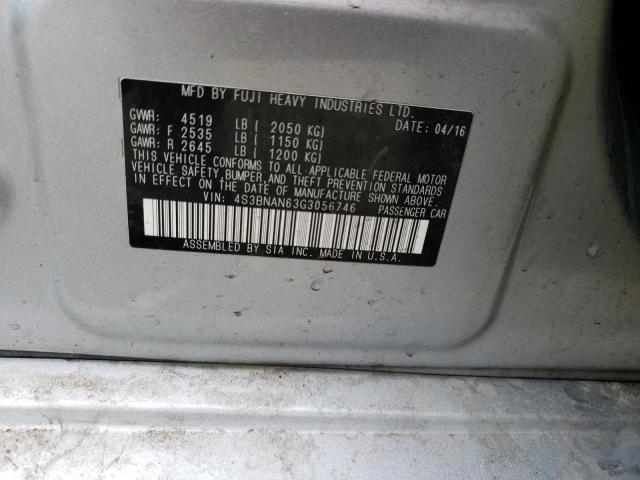 MFD BY FUJI HEAVY INDUSTRIES LTD.
GVWR: 4519 LB ( 2050 KG) DATE: 04/16
GAWR: F 2535 LB ( 1150 KG)
GAWR: R 2645 LB ( 1200 KG)
THIS VEHICLE CONFORMS TO ALL APPLICABLE FEDERAL MOTOR
VEHICLE SAFETY, BUMPER, AND THEFT PREVENTION STANDARDS
IN EFFECT ON THE DATE OF MANUFACTURE SHOWN ABOVE.
VIN: 4S3BNAN63G3056746 PASSENGER CAR
ASSEMBLED BY SIA INC. MADE IN U.S.A.